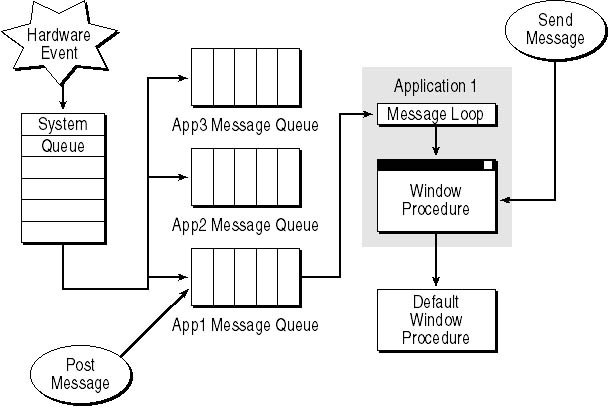 Hardware
Event
Send
Message
System
Queue
App3 Message Queue
Application 1
Message Loop
App2 Message Queue
Window
Procedure
App1 Message Queue
Default
Window
Procedure
Post
Message